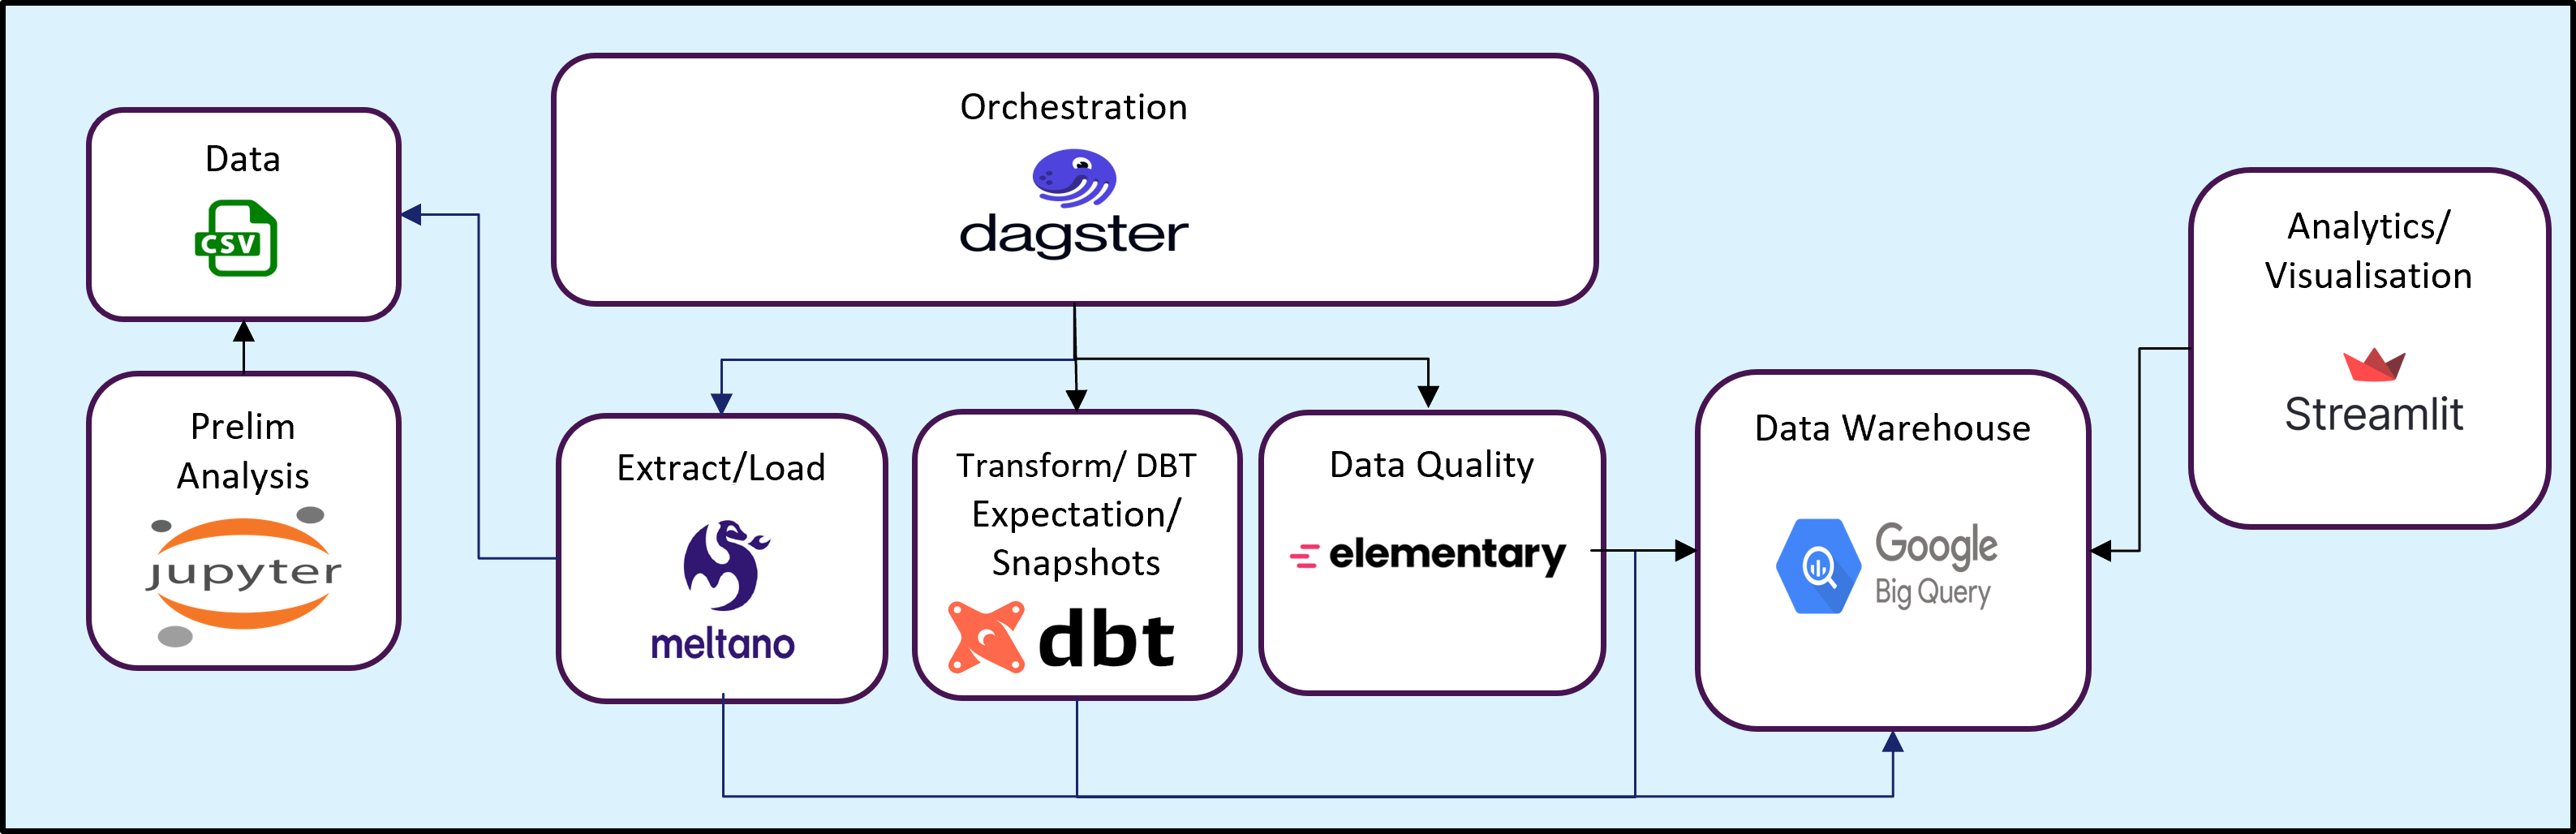 Data
CSV
Prelim
Analysis
jupyter
Orchestration
dagster
Extract/Load
meltano
Transform/ DBT
Expectation/
Snapshots
dbt
Data Quality
elementary
Data Warehouse
Google
Big Query
Analytics/
Visualisation
Streamlit